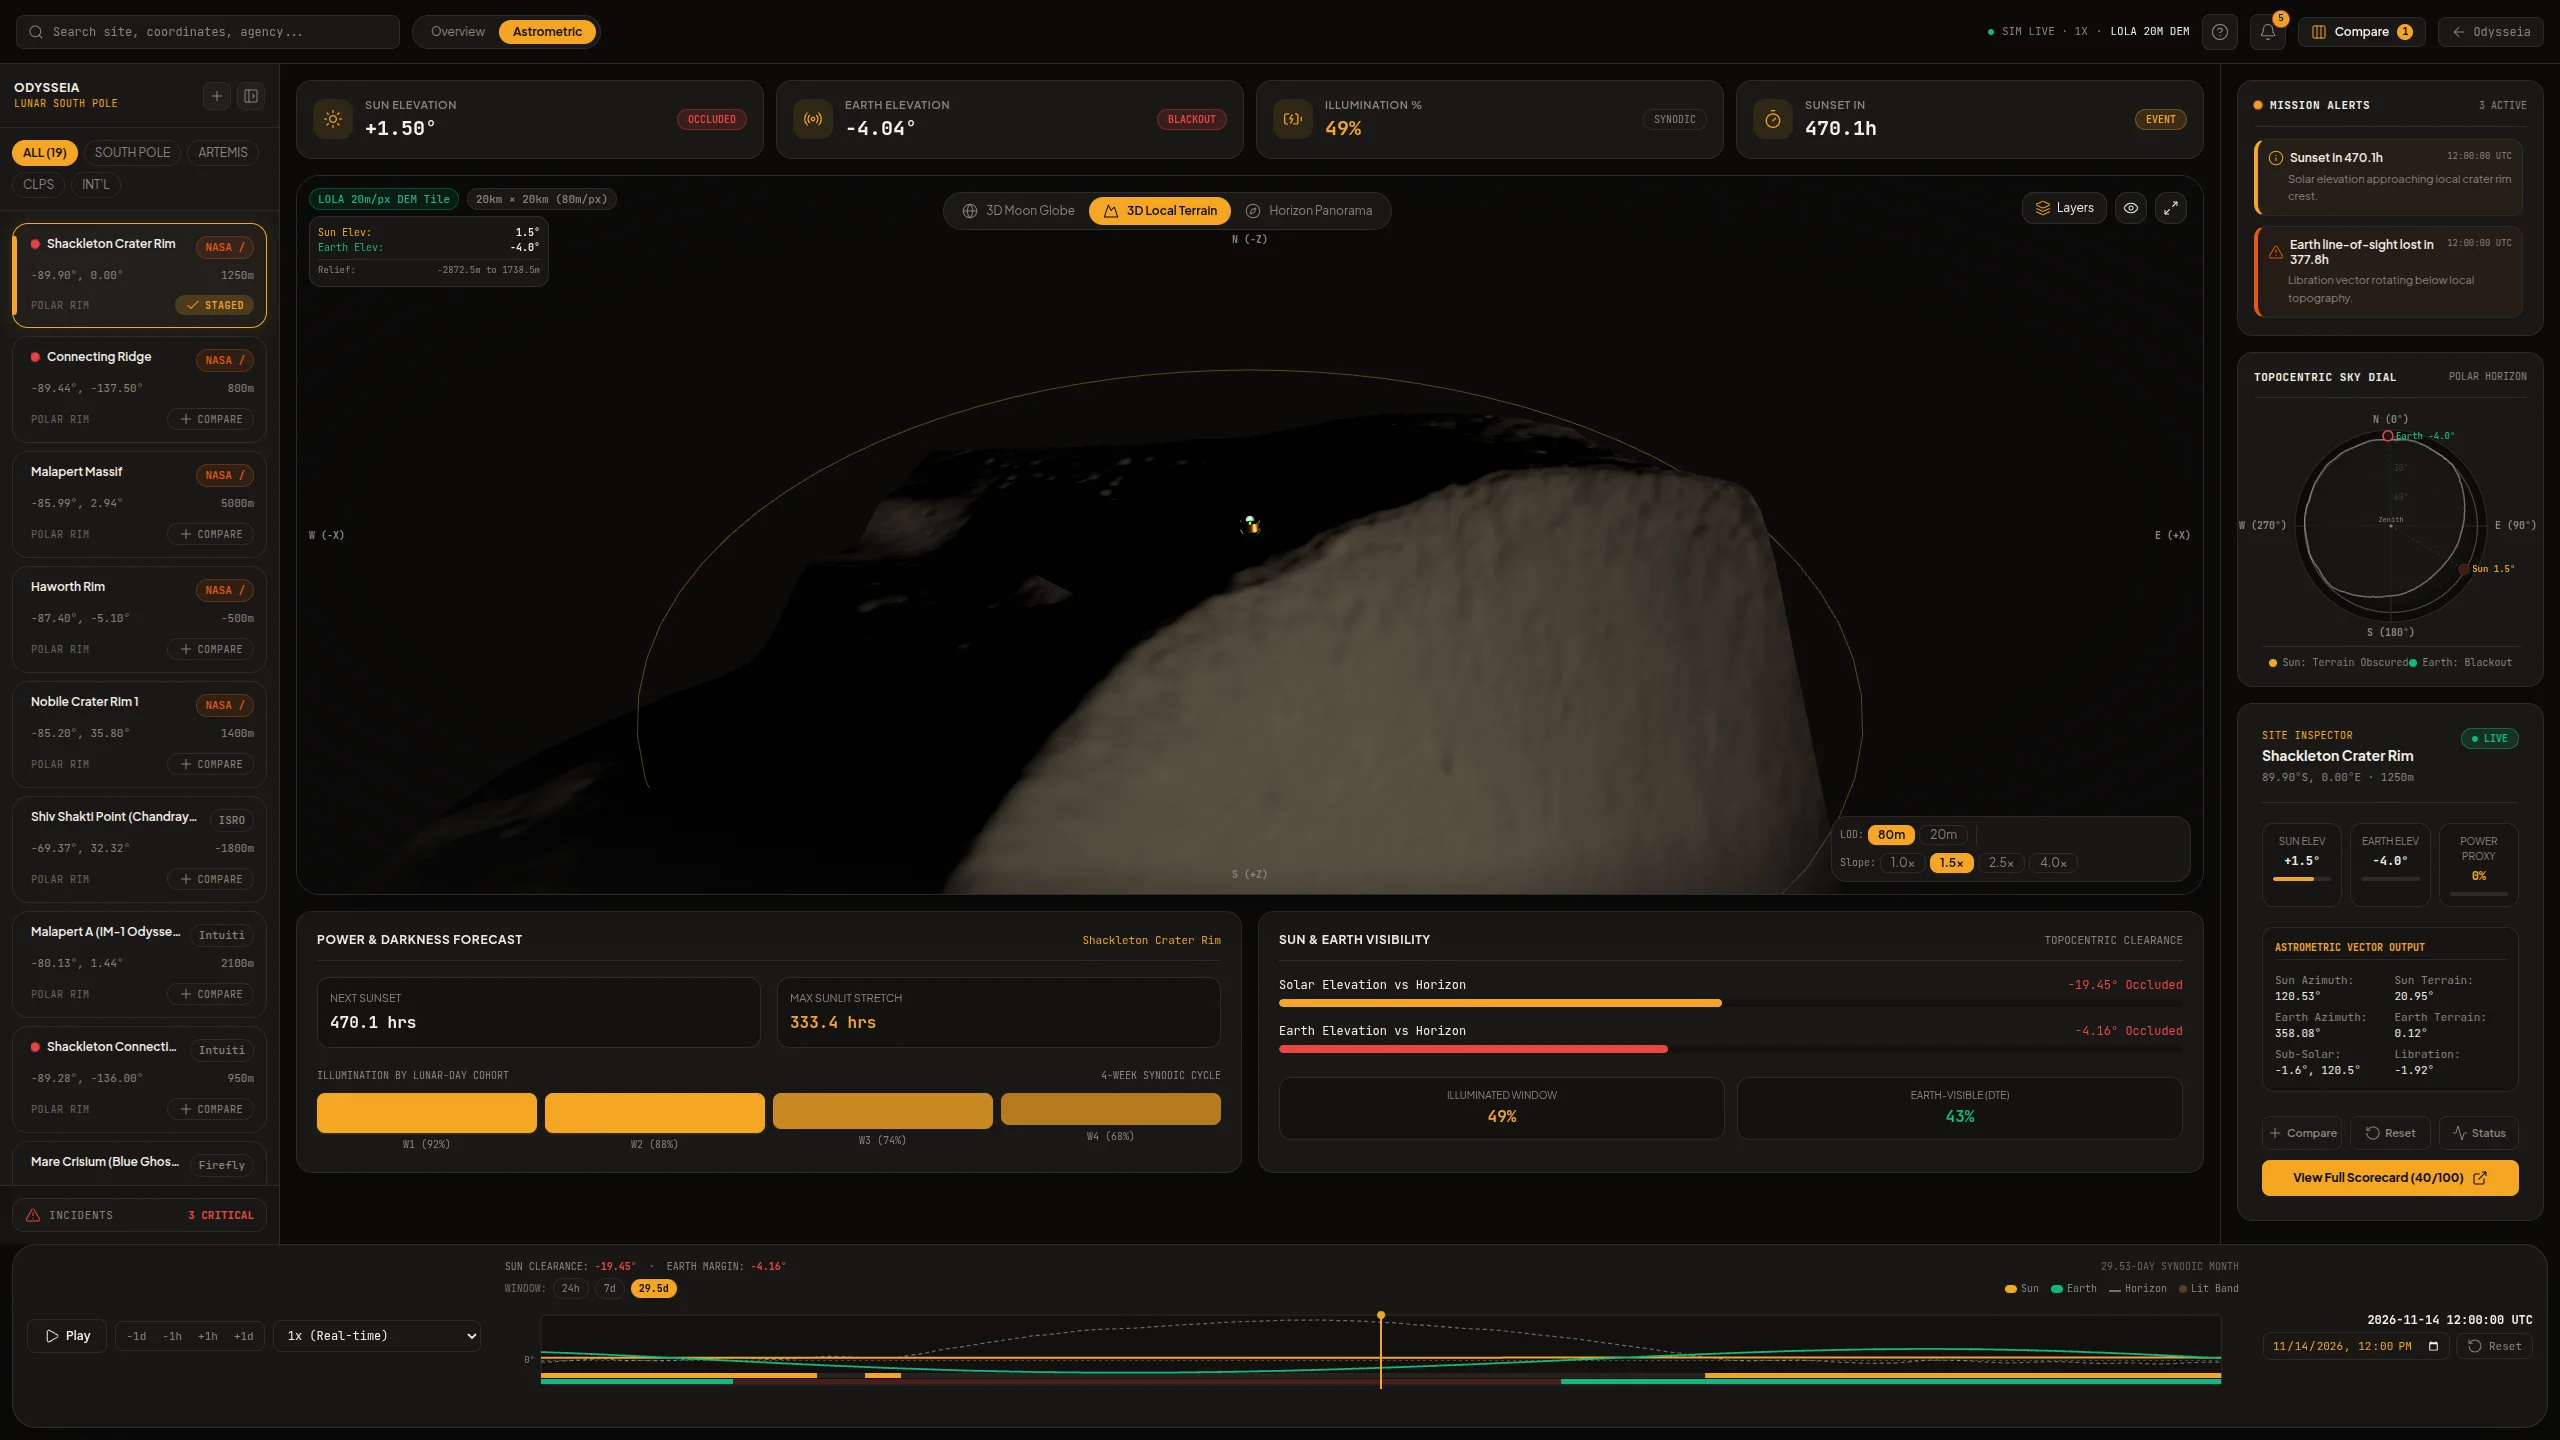 Search site, coordinates, agency...
Overview
Astrometric
SIM LIVE · 1X · LOLA 20M DEM
5
Compare 1
Odysseia
ODYSSEIA
LUNAR SOUTH POLE
ALL (19)
SOUTH POLE
ARTEMIS
CLPS
INT'L
Shackleton Crater Rim
NASA /
-89.90°, 0.00°
1250m
POLAR RIM
STAGED
Connecting Ridge
NASA /
-89.44°, -137.50°
800m
POLAR RIM
COMPARE
Malapert Massif
NASA /
-85.99°, 2.94°
5000m
POLAR RIM
COMPARE
Haworth Rim
NASA /
-87.40°, -5.10°
-500m
POLAR RIM
COMPARE
Nobile Crater Rim 1
NASA /
-85.20°, 35.80°
1400m
POLAR RIM
COMPARE
Shiv Shakti Point (Chandray…
ISRO
-69.37°, 32.32°
-1800m
POLAR RIM
COMPARE
Malapert A (IM-1 Odysse…
Intuiti
-80.13°, 1.44°
2100m
POLAR RIM
COMPARE
Shackleton Connecti…
Intuiti
-89.28°, -136.00°
950m
POLAR RIM
COMPARE
Mare Crisium (Blue Ghos…
Firefly
INCIDENTS
3 CRITICAL
SUN ELEVATION
+1.50°
OCCLUDED
EARTH ELEVATION
-4.04°
BLACKOUT
ILLUMINATION %
49%
SYNODIC
SUNSET IN
470.1h
EVENT
LOLA 20m/px DEM Tile
20km × 20km (80m/px)
Sun Elev: 1.5°
Earth Elev: -4.0°
Relief: -2872.5m to 1738.5m
3D Moon Globe
3D Local Terrain
Horizon Panorama
Layers
N (-Z)
W (-X)
E (+X)
S (+Z)
LOD: 80m 20m
Slope: 1.0× 1.5× 2.5× 4.0×
POWER & DARKNESS FORECAST
Shackleton Crater Rim
NEXT SUNSET
470.1 hrs
MAX SUNLIT STRETCH
333.4 hrs
ILLUMINATION BY LUNAR-DAY COHORT
4-WEEK SYNODIC CYCLE
W1 (92%)
W2 (88%)
W3 (74%)
W4 (68%)
SUN & EARTH VISIBILITY
TOPOCENTRIC CLEARANCE
Solar Elevation vs Horizon
-19.45° Occluded
Earth Elevation vs Horizon
-4.16° Occluded
ILLUMINATED WINDOW
49%
EARTH-VISIBLE (DTE)
43%
MISSION ALERTS
3 ACTIVE
Sunset in 470.1h
12:00:00 UTC
Solar elevation approaching local crater rim
crest.
Earth line-of-sight lost in
377.8h
12:00:00 UTC
Libration vector rotating below local
topography.
TOPOCENTRIC SKY DIAL
POLAR HORIZON
N (0°)
Earth -4.0°
30°
60°
Zenith
W (270°)
E (90°)
Sun 1.5°
S (180°)
Sun: Terrain Obscured
Earth: Blackout
SITE INSPECTOR
LIVE
Shackleton Crater Rim
89.90°S, 0.00°E · 1250m
SUN ELEV
+1.5°
EARTH ELEV
-4.0°
POWER
PROXY
0%
ASTROMETRIC VECTOR OUTPUT
Sun Azimuth:
120.53°
Sun Terrain:
20.95°
Earth Azimuth:
358.08°
Earth Terrain:
0.12°
Sub-Solar:
-1.6°, 120.5°
Libration:
-1.92°
Compare
Reset
Status
View Full Scorecard (40/100)
SUN CLEARANCE: -19.45° · EARTH MARGIN: -4.16°
WINDOW: 24h 7d 29.5d
29.53-DAY SYNODIC MONTH
Sun
Earth
Horizon
Lit Band
0°
Play
-1d -1h +1h +1d
1x (Real-time)
2026-11-14 12:00:00 UTC
11/14/2026, 12:00 PM
Reset